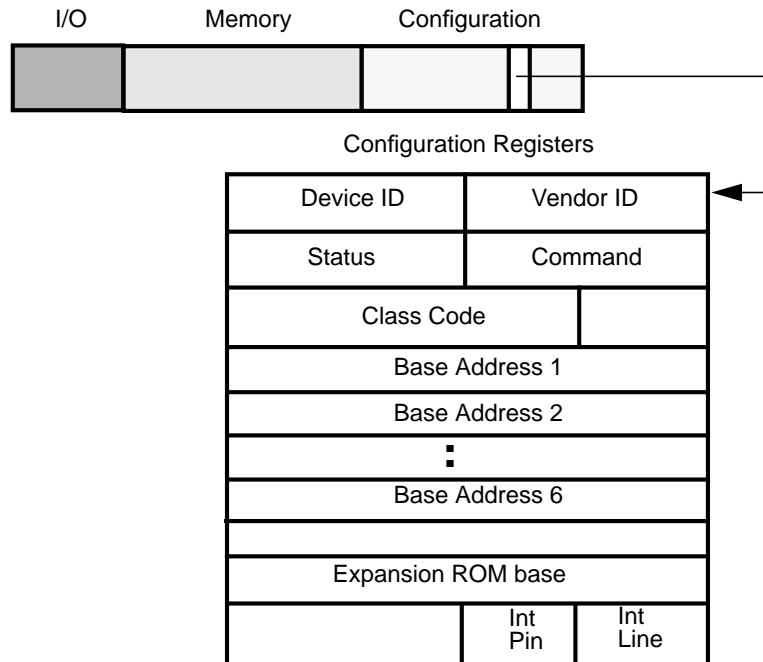 I/O Memory Configuration
Configuration Registers
Device ID Vendor ID
Status Command
Class Code
Base Address 1
Base Address 2
:
Base Address 6
Expansion ROM base
Int Pin
Int Line